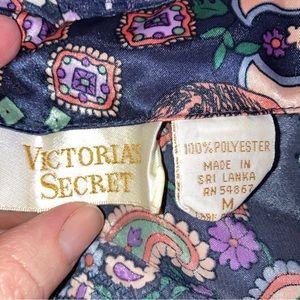 VICTORIA'S
SECRET
100% POLYESTER
MADE IN
SRI LANKA
RN 54867
M